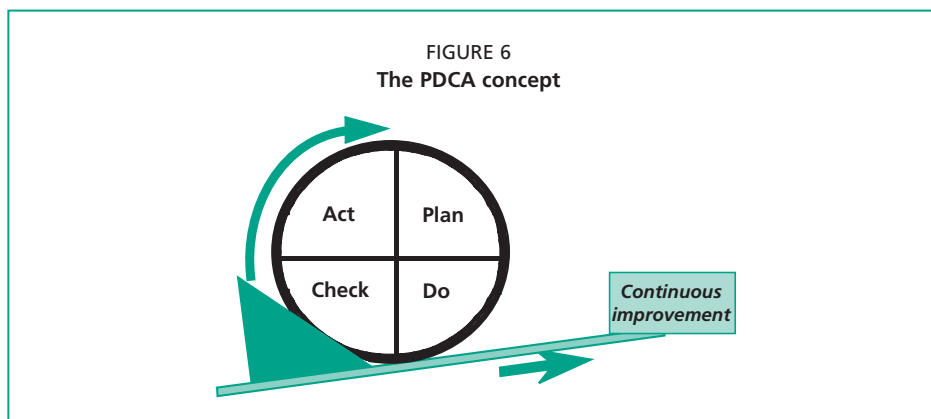 FIGURE 6
The PDCA concept
Act Plan
Check Do
Continuous
improvement